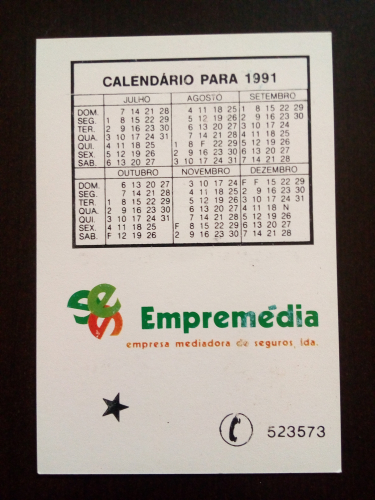 CALENDÁRIO PARA 1991
JULHO AGOSTO SETEMBRO
DOM. 7 14 21 28 4 11 18 25 1 8 15 22 29
SEG. 1 8 15 22 29 5 12 19 26 2 9 16 23 30
TER. 2 9 16 23 30 6 13 20 27 3 10 17 24
QUA. 3 10 17 24 31 7 14 21 28 4 11 18 25
QUI. 4 11 18 25 1 8 F 22 29 5 12 19 26
SEX. 5 12 19 26 2 9 16 23 30 6 13 20 27
SAB. 6 13 20 27 3 10 17 24 31 7 14 21 28
OUTUBRO NOVEMBRO DEZEMBRO
DOM. 6 13 20 27 3 10 17 24 F F 15 22 29
SEG. 7 14 21 28 4 11 18 25 2 9 16 23 30
TER. 1 8 15 22 29 5 12 19 26 3 10 17 24 31
QUA. 2 9 16 23 30 6 13 20 27 4 11 18 N
QUI. 3 10 17 24 31 7 14 21 28 5 12 19 26
SEX. 4 11 18 25 F 8 15 22 29 6 13 20 27
SAB. F 12 19 26 2 9 16 23 30 7 14 21 28
ses Empremédia
empresa mediadora de seguros, lda.
523573